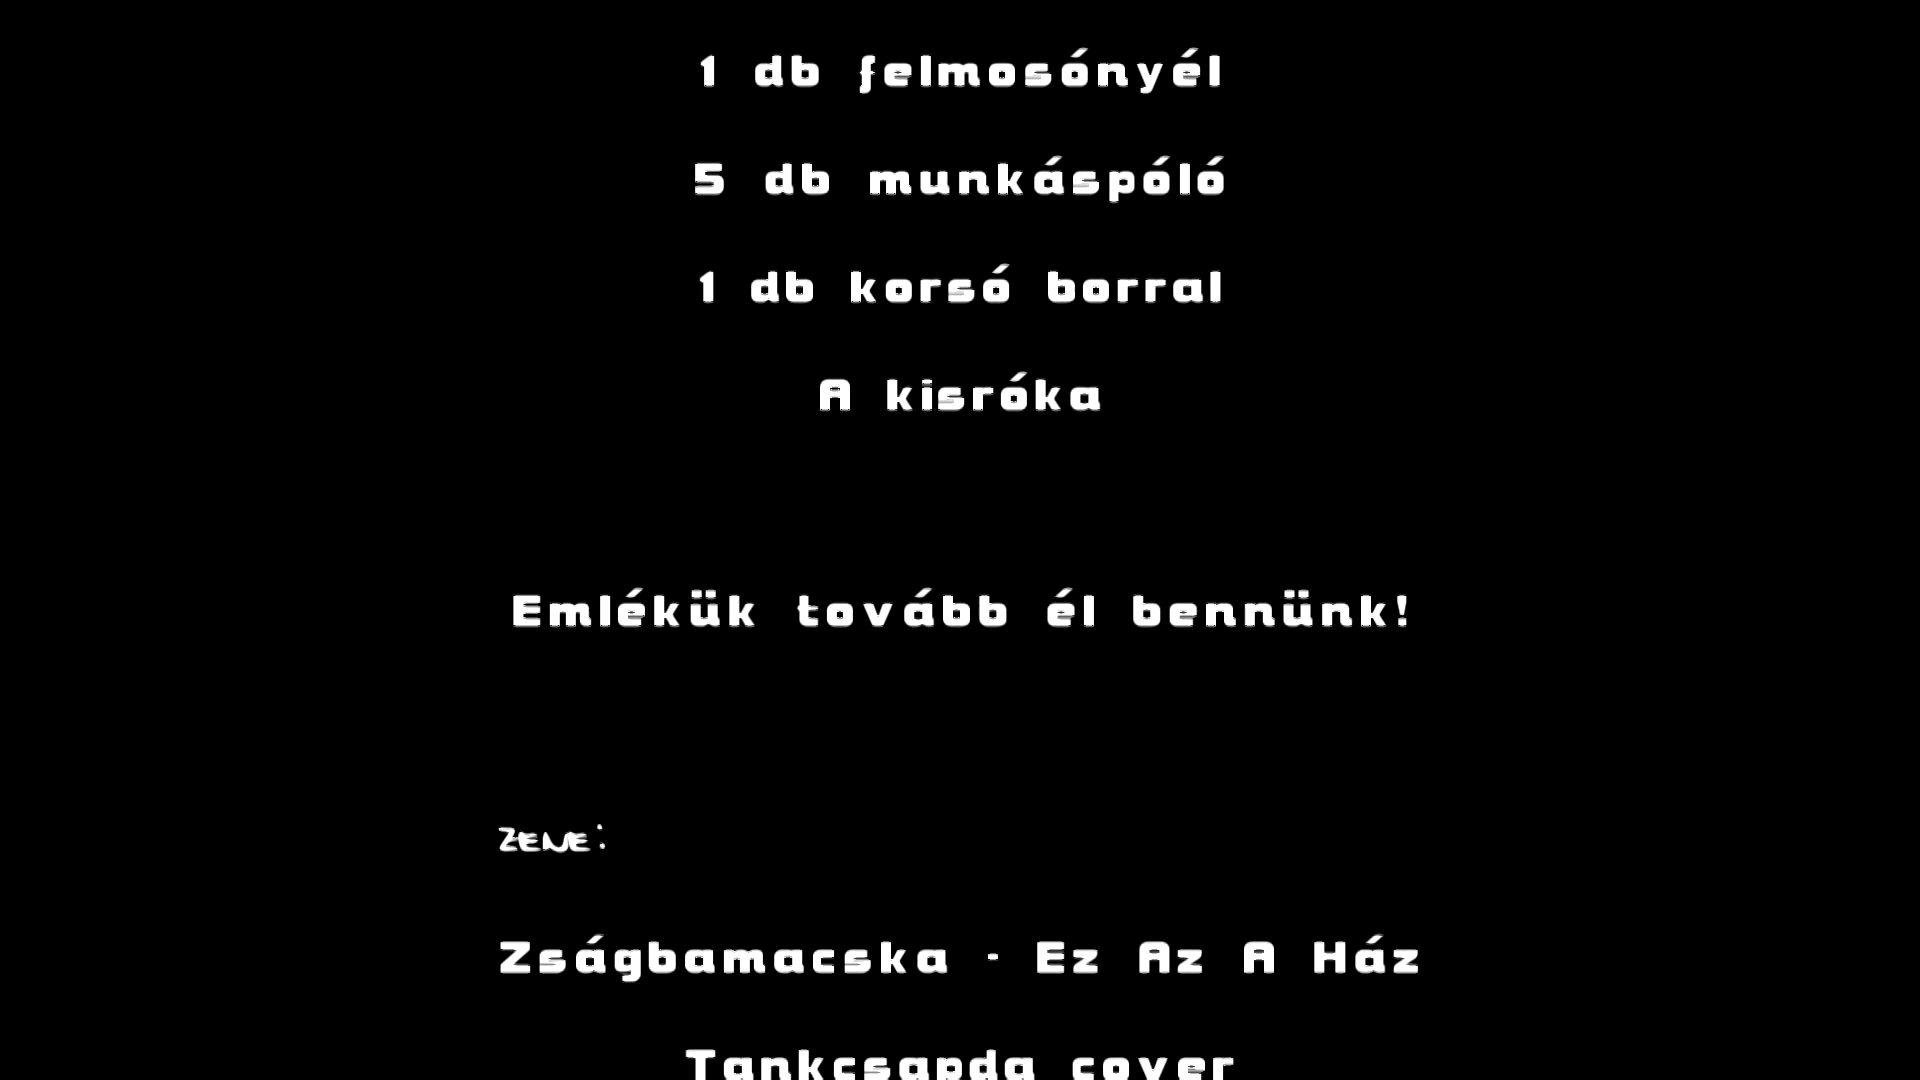 1 db felmosónyél
5 db munkáspóló
1 db korsó borral
A kisróka
Emlékük tovább él bennünk!
ZENE:
Zságbamacska - Ez Az A Ház
Tankcsapda cover